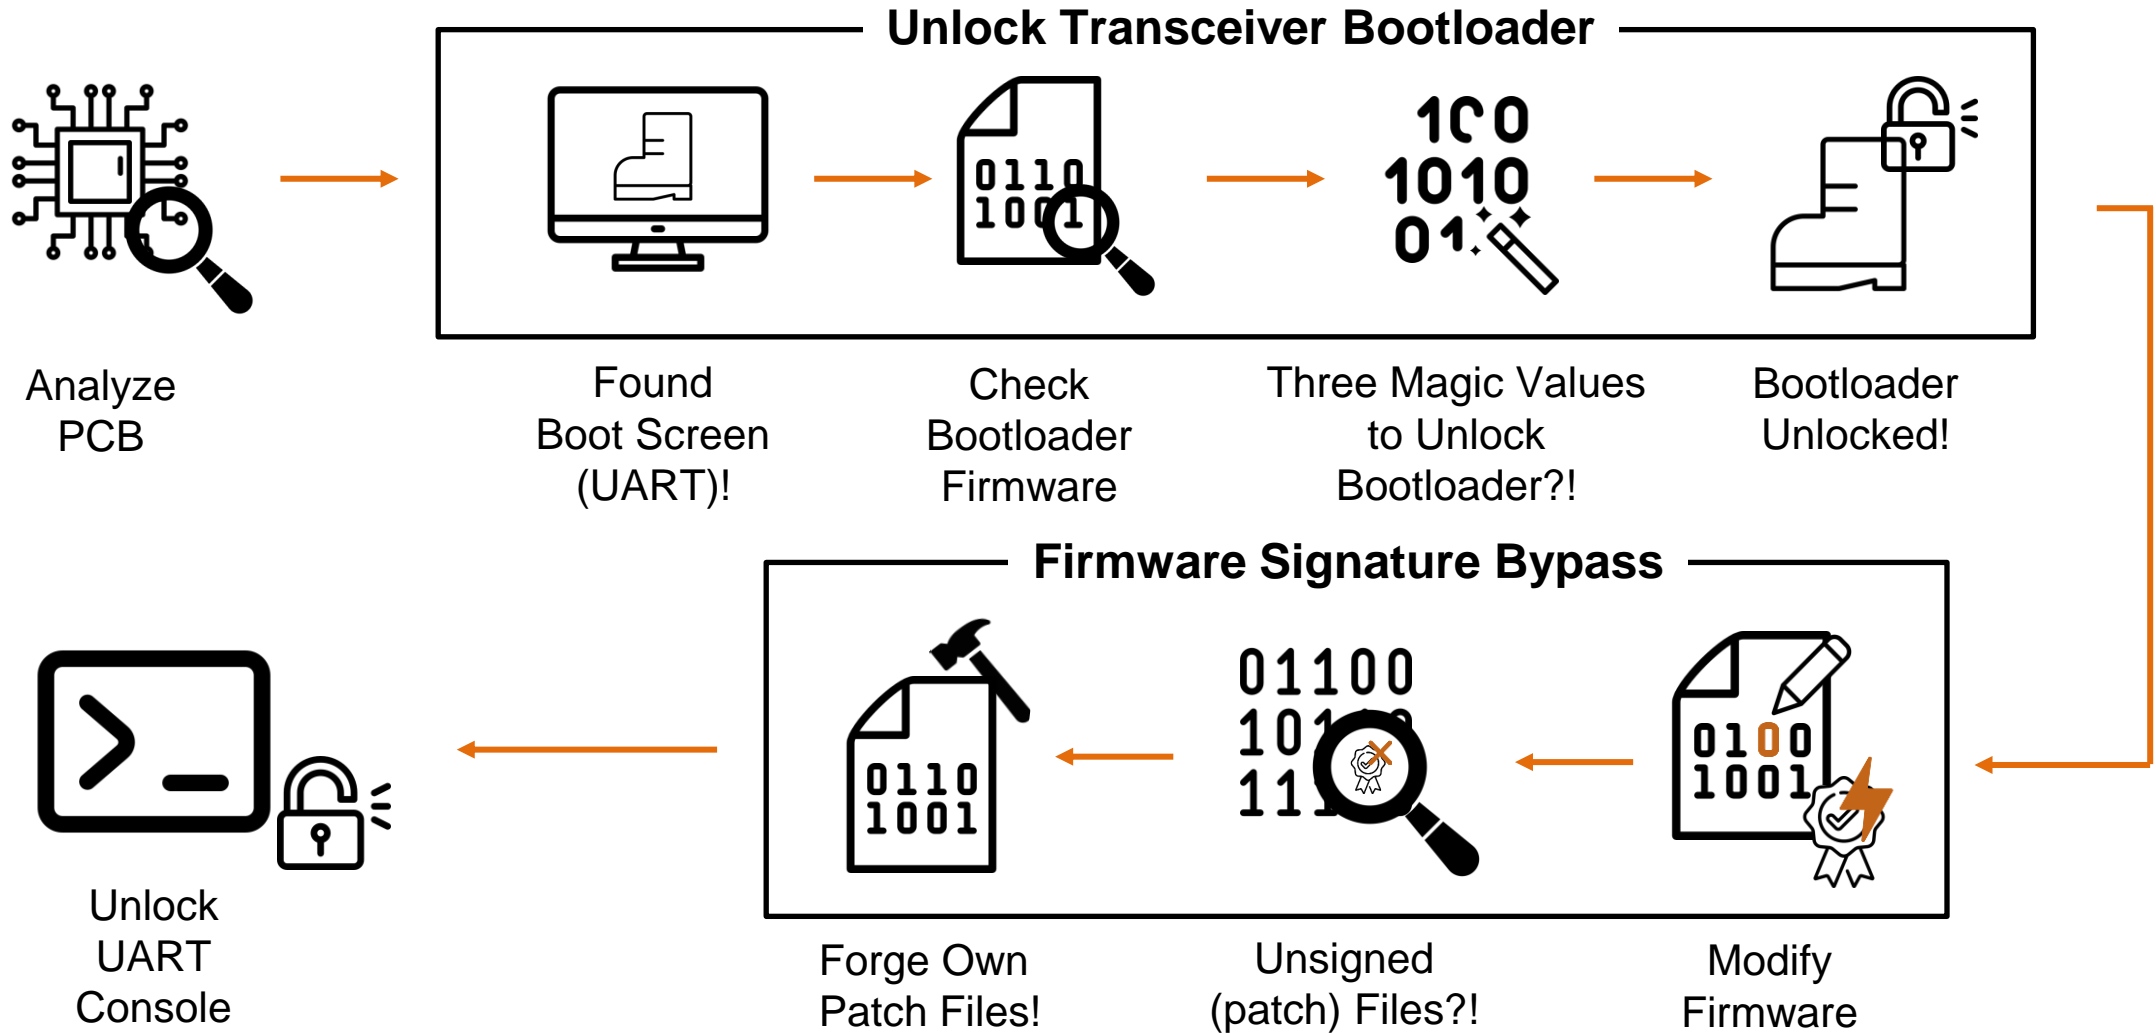 Unlock Transceiver Bootloader
100
1010
01
0110
1001
Analyze
PCB
Found
Boot Screen
(UART)!
Check
Bootloader
Firmware
Three Magic Values
to Unlock
Bootloader?!
Bootloader
Unlocked!
Firmware Signature Bypass
0110
1001
01100
0100
1001
Unlock
UART
Console
Forge Own
Patch Files!
Unsigned
(patch) Files?!
Modify
Firmware